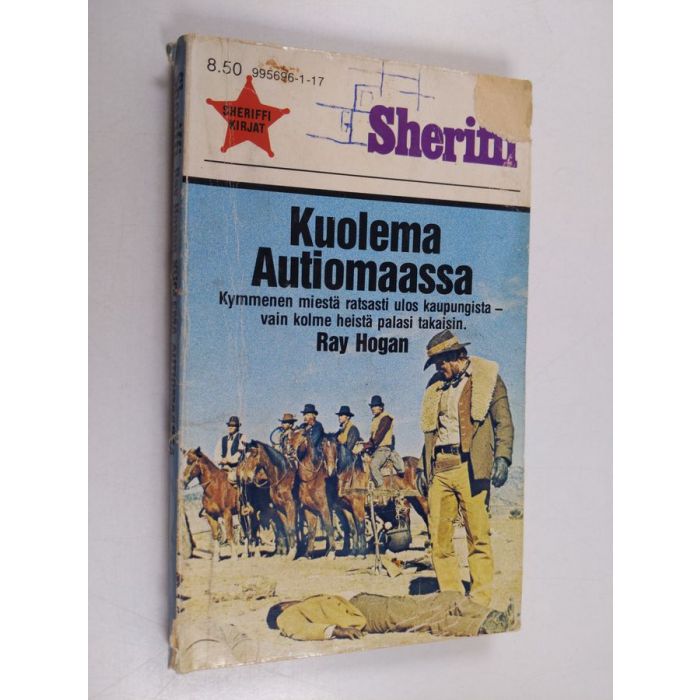 8.50 995696-1-17
SHERIFFI
KIRJAT
Sheriffi
Kuolema
Autiomaassa
Kymmenen miestä ratsasti ulos kaupungista –
vain kolme heistä palasi takaisin.
Ray Hogan